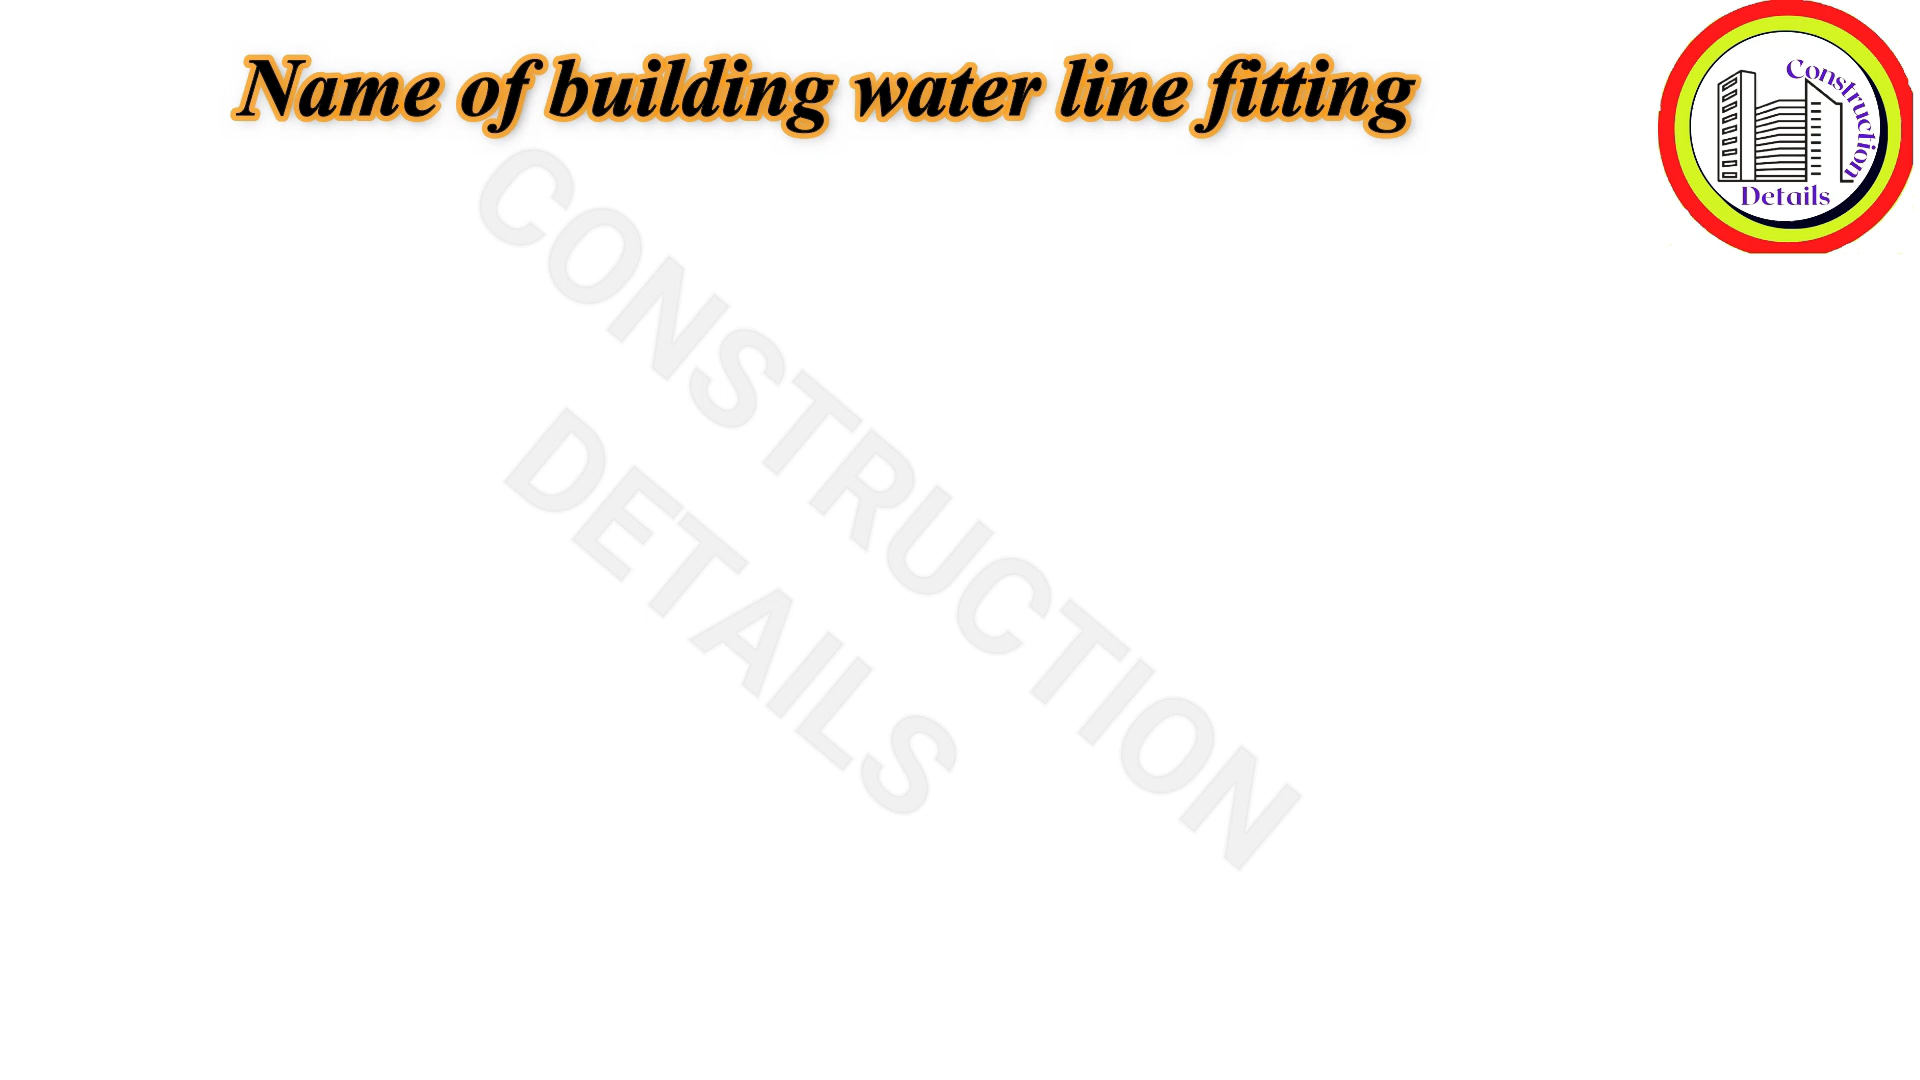 Name of building water line fitting
Construction
Details
CONSTRUCTION
DETAILS